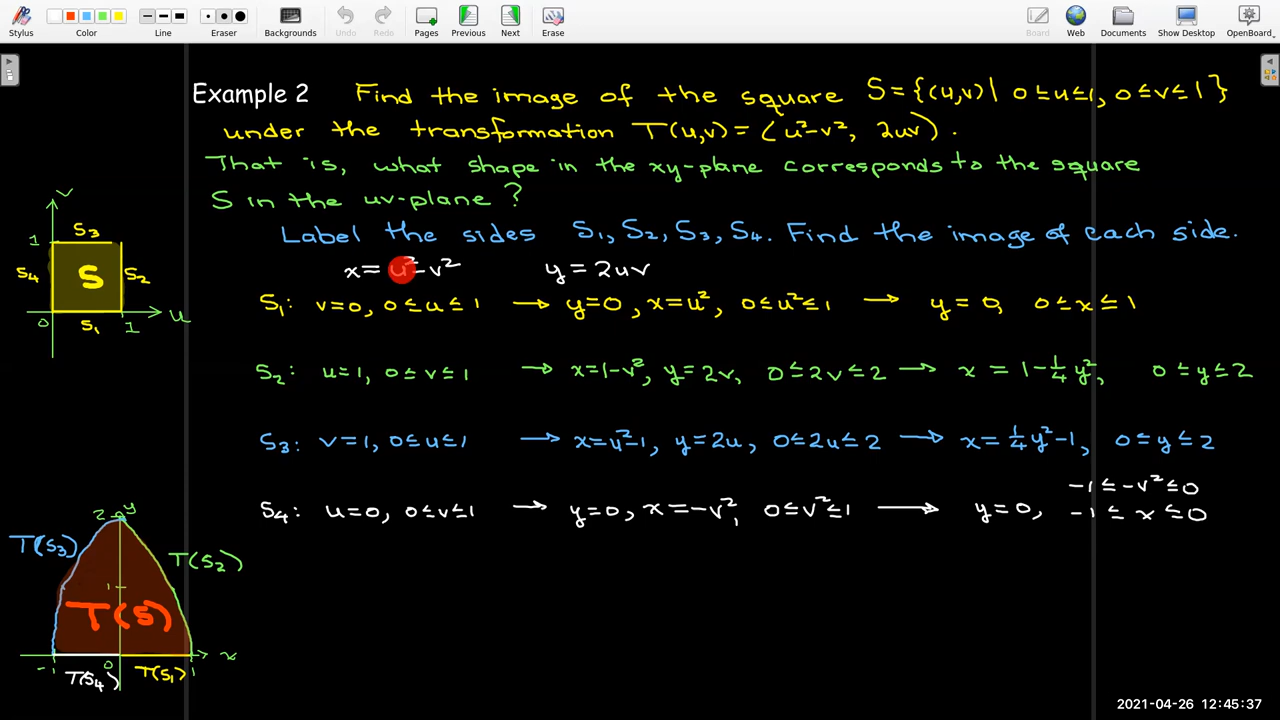 Stylus Color Line Eraser Backgrounds Undo Redo Pages Previous Next Erase Board Web Documents Show Desktop OpenBoard
Example 2 Find the image of the square S={(u,v)| 0≤u≤1, 0≤v≤1}
under the transformation T(u,v)=(u²-v², 2uv).
That is, what shape in the xy-plane corresponds to the square
S in the uv-plane?
Label the sides S₁, S₂, S₃, S₄. Find the image of each side.
x=u²-v² y=2uv
S₁: v=0, 0≤u≤1 → y=0, x=u², 0≤u²≤1 → y=0, 0≤x≤1
S₂: u=1, 0≤v≤1 → x=1-v², y=2v, 0≤2v≤2 → x=1-¼y², 0≤y≤2
S₃: v=1, 0≤u≤1 → x=u²-1, y=2u, 0≤2u≤2 → x=¼y²-1, 0≤y≤2
-1≤-v²≤0
S₄: u=0, 0≤v≤1 → y=0, x=-v², 0≤v²≤1 → y=0, -1≤x≤0
v
S₃
1
S₄ S S₂
0 S₁ 1 u
2 y
T(S₃) T(S₂)
1
T(S)
-1 0 1 x
T(S₄) T(S₁)
2021-04-26 12:45:37